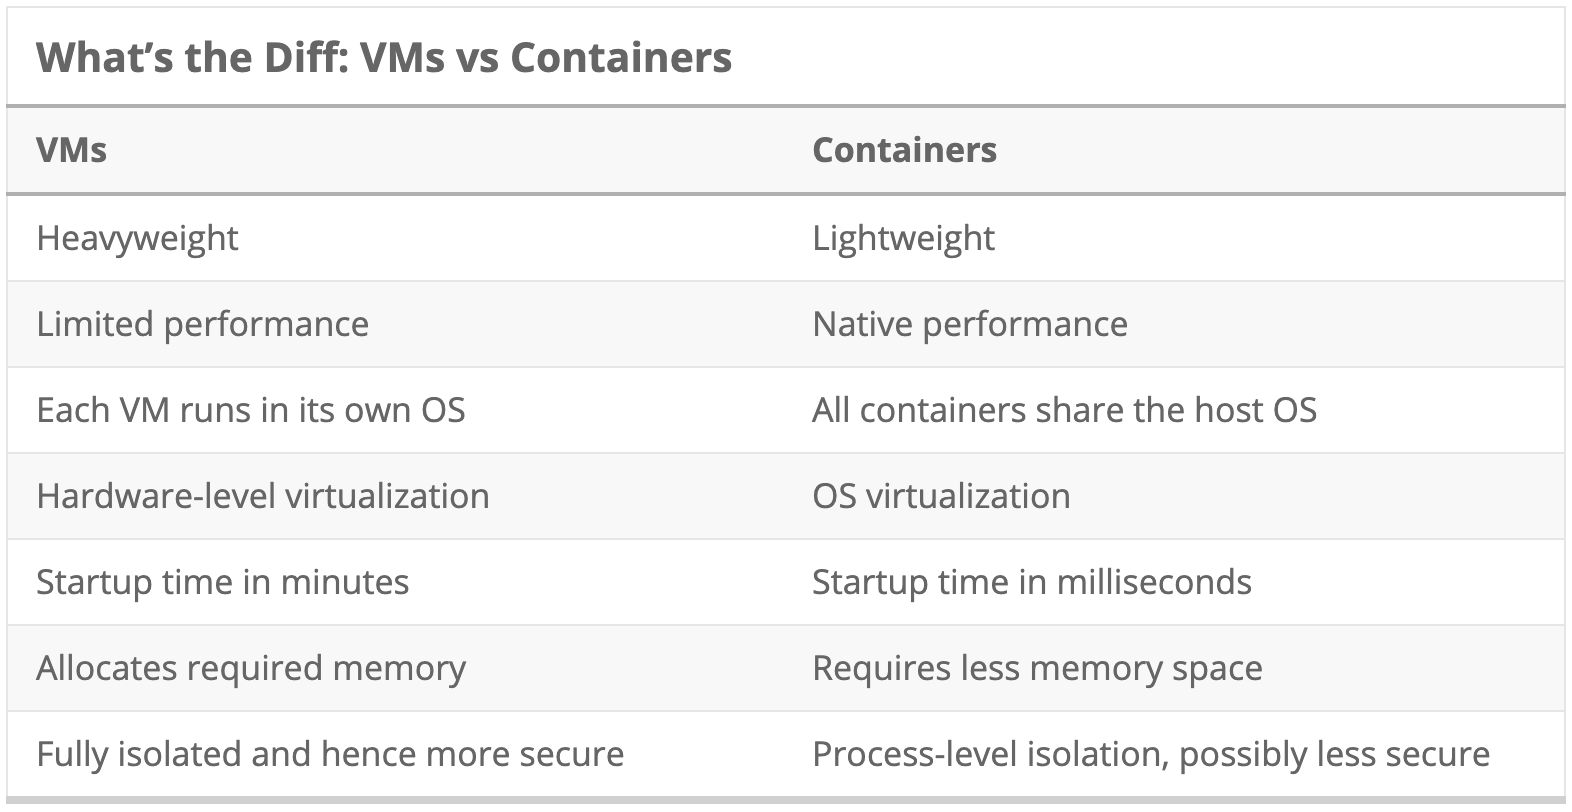 What’s the Diff: VMs vs Containers
VMs Containers
Heavyweight Lightweight
Limited performance Native performance
Each VM runs in its own OS All containers share the host OS
Hardware-level virtualization OS virtualization
Startup time in minutes Startup time in milliseconds
Allocates required memory Requires less memory space
Fully isolated and hence more secure Process-level isolation, possibly less secure